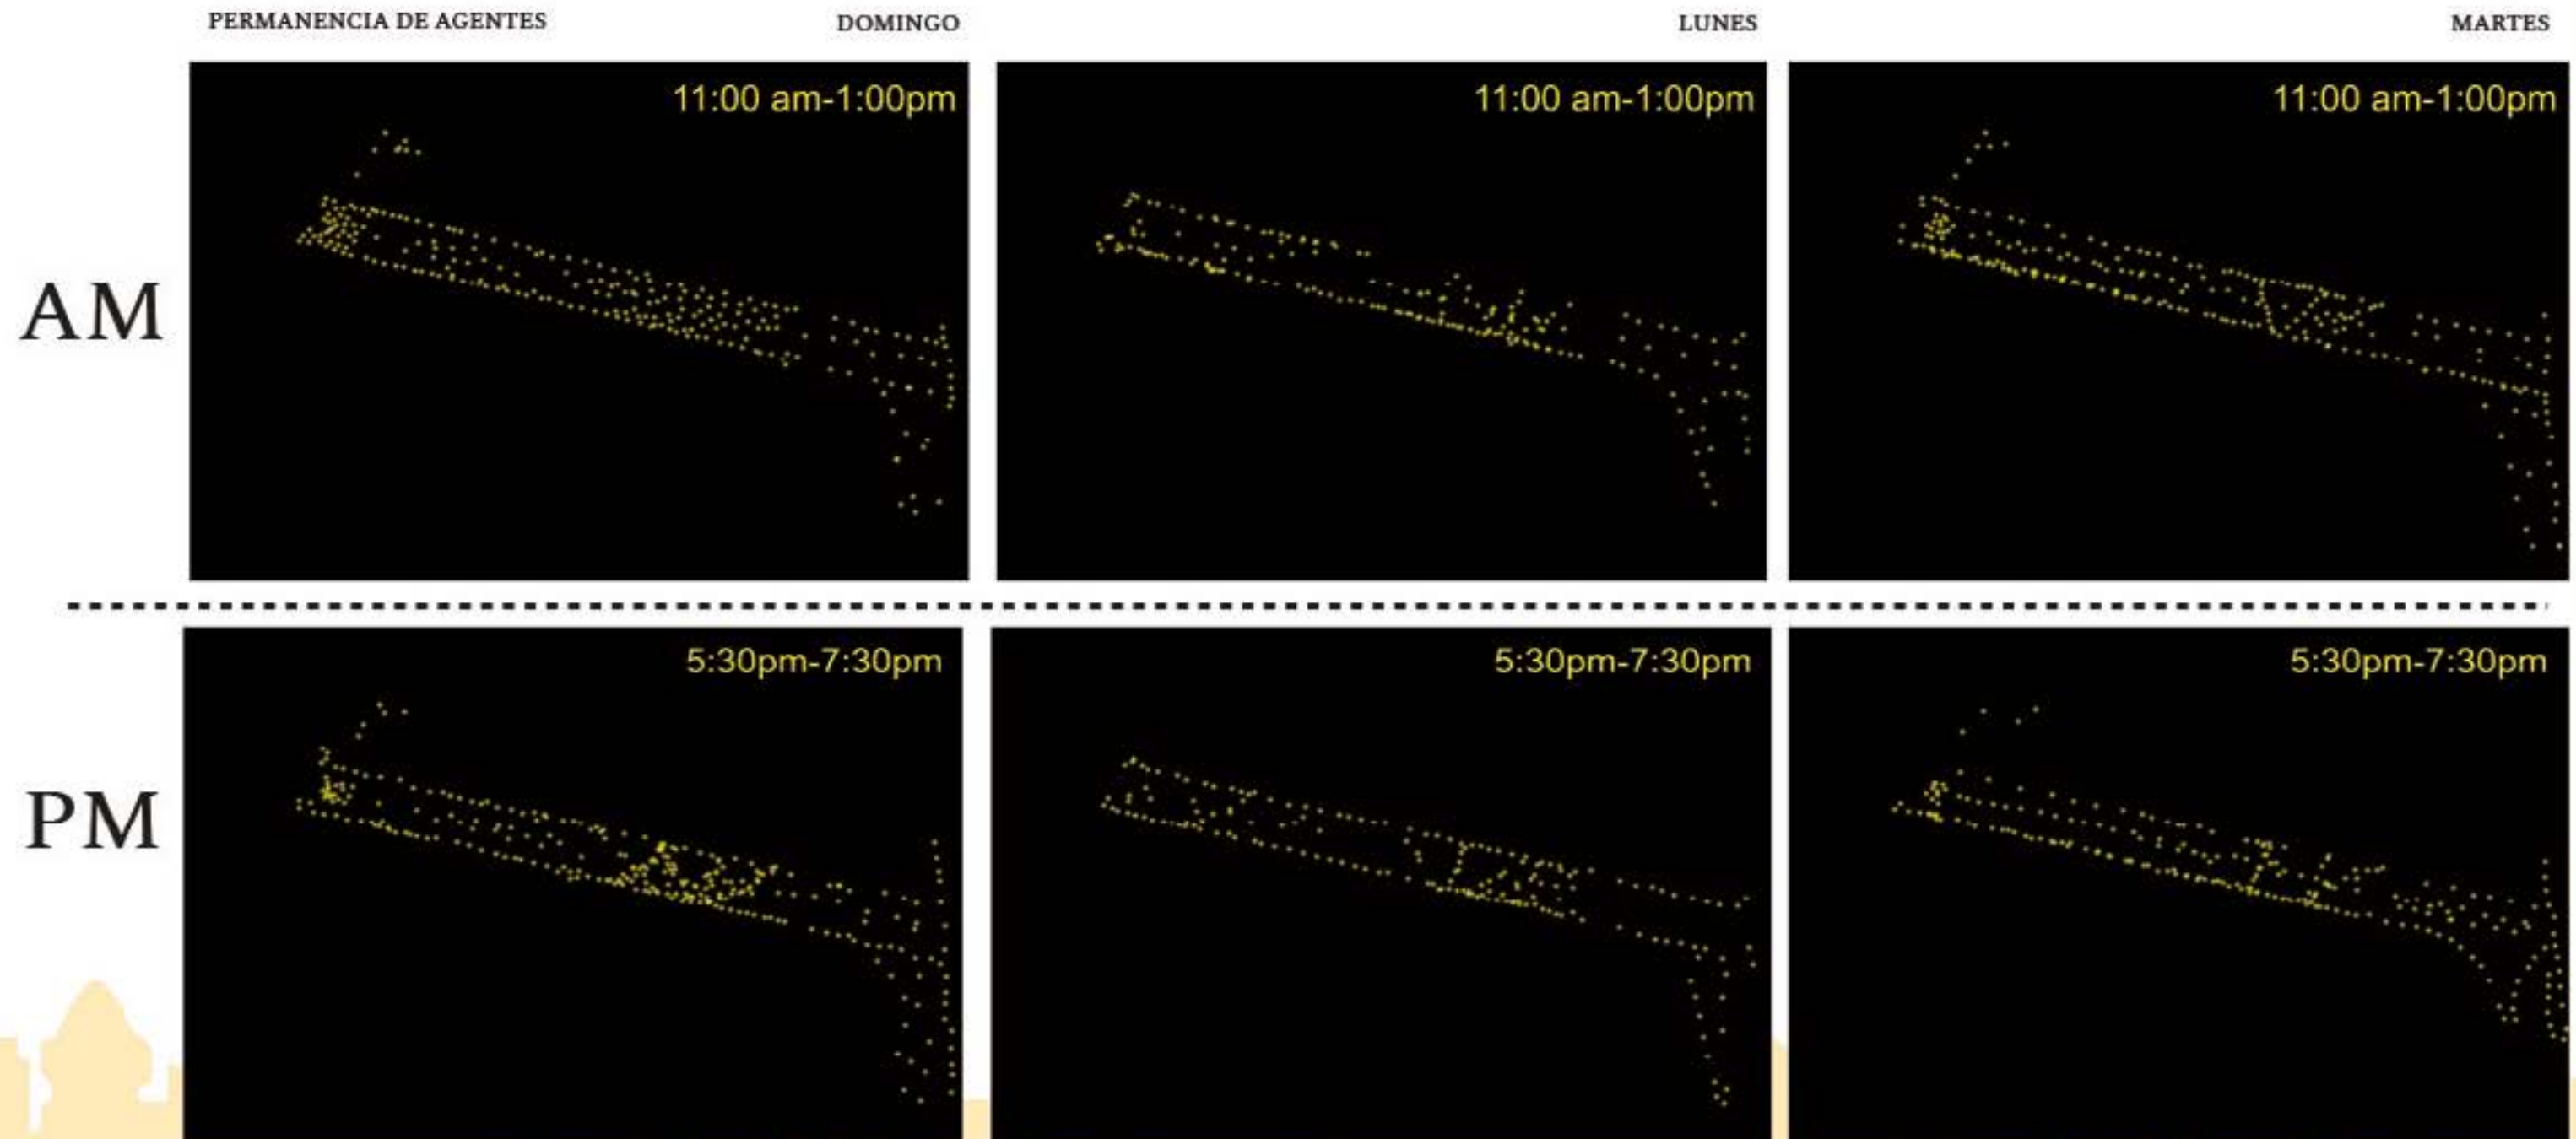 PERMANENCIA DE AGENTES
DOMINGO
LUNES
MARTES
AM
11:00 am-1:00pm
11:00 am-1:00pm
11:00 am-1:00pm
PM
5:30pm-7:30pm
5:30pm-7:30pm
5:30pm-7:30pm